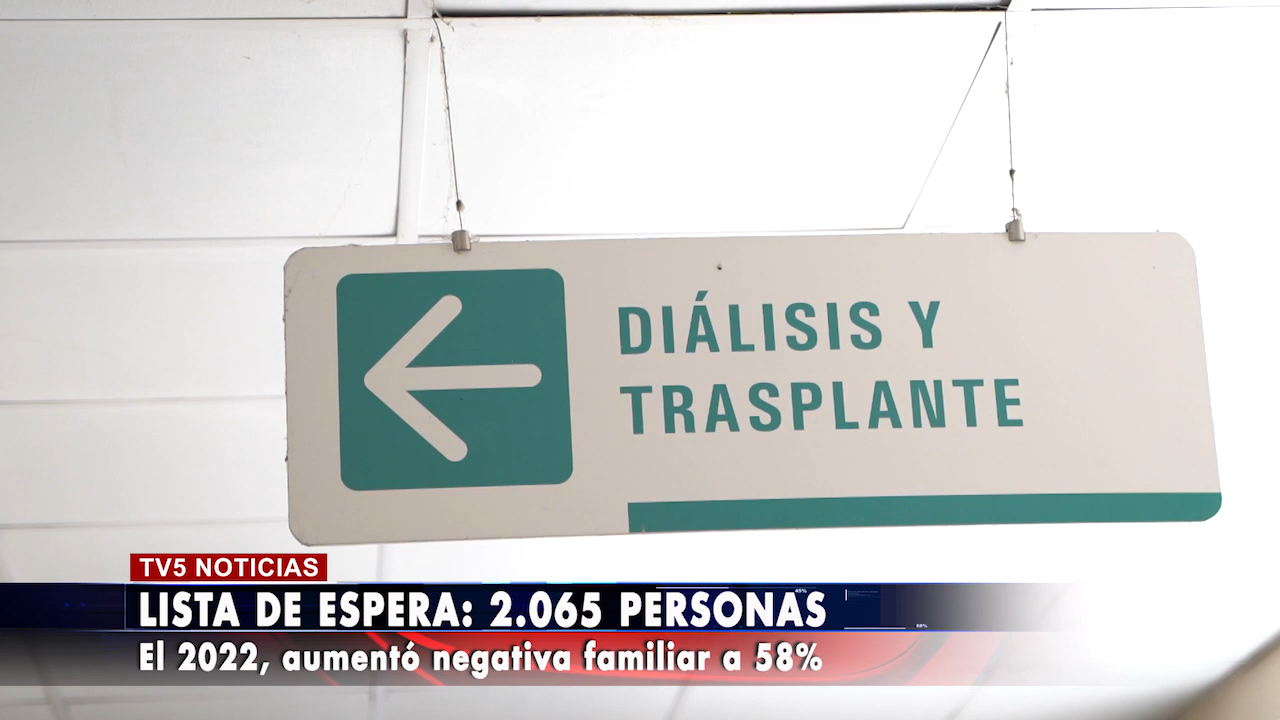 DIÁLISIS Y
TRASPLANTE
TV5 NOTICIAS
LISTA DE ESPERA: 2.065 PERSONAS
El 2022, aumentó negativa familiar a 58%